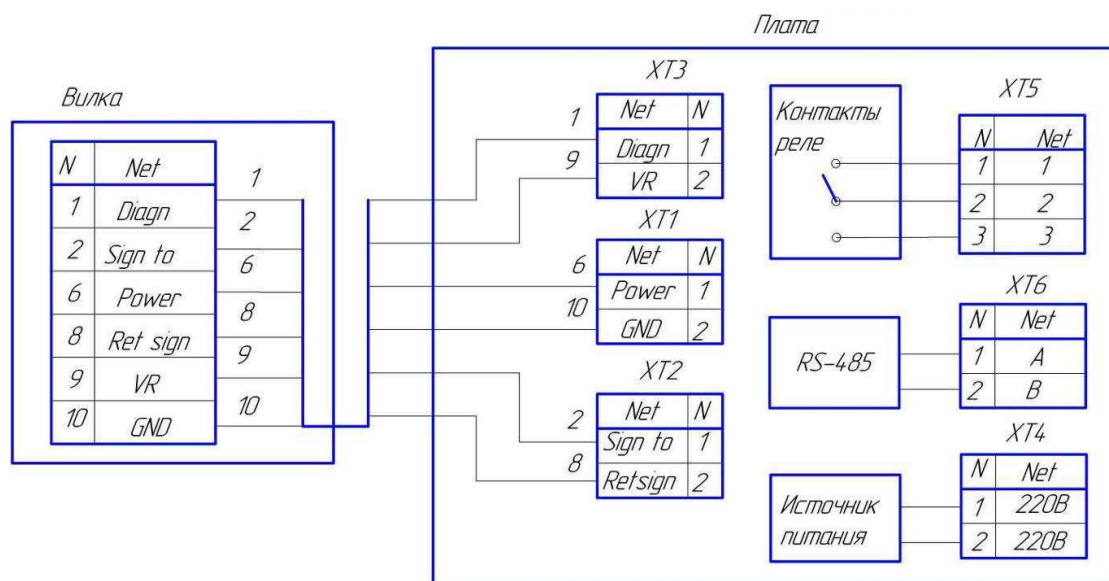 Плата
Вилка
N Net
1 Diagn
2 Sign to
6 Power
8 Ret sign
9 VR
10 GND
1
2
6
8
9
10
XT3
1
9
Net N
Diagn 1
VR 2
XT1
6
10
Net N
Power 1
GND 2
XT2
2
8
Net N
Sign to 1
Retsign 2
Контакты
реле
XT5
N Net
1 1
2 2
3 3
RS-485
XT6
N Net
1 A
2 B
Источник
питания
XT4
N Net
1 220В
2 220В